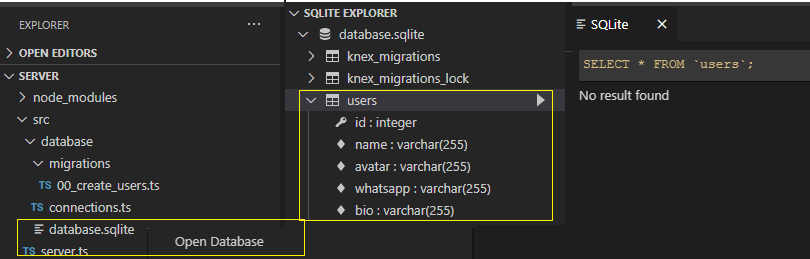 EXPLORER
OPEN EDITORS
SERVER
node_modules
src
database
migrations
TS 00_create_users.ts
TS connections.ts
database.sqlite
Open Database
TS server.ts
SQLITE EXPLORER
database.sqlite
knex_migrations
knex_migrations_lock
users
id : integer
name : varchar(255)
avatar : varchar(255)
whatsapp : varchar(255)
bio : varchar(255)
SQLite
SELECT * FROM `users`;
No result found